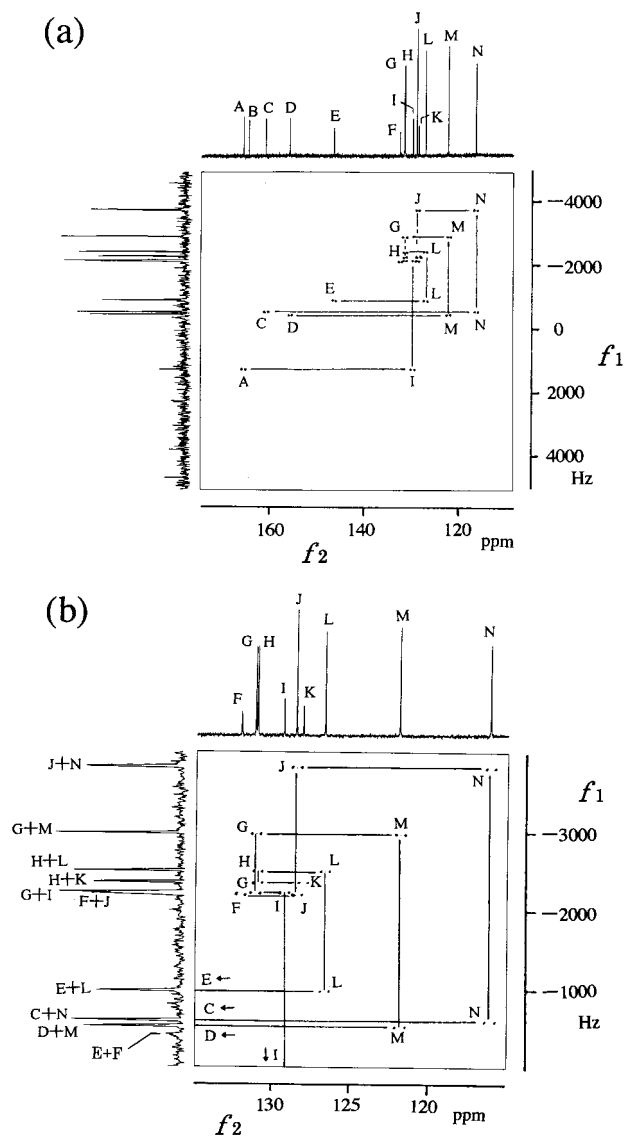 (a)
J
H
L
M
G
N
A
B
C
D
I
E
F
K
J
N
−4000
G
M
H
L
−2000
E
L
C
D
M
N
0
f1
A
I
2000
4000
Hz
160
140
120
f2
ppm
(b)
J
L
M
G
H
N
I
K
F
J+N
J
N
f1
G+M
G
M
−3000
H+L
H
L
H+K
G
K
G+I
F+J
F
I
J
−2000
E+L
E ←
L
−1000
C+N
C ←
N
D+M
D ←
M
Hz
E+F
↓I
130
125
120
f2
ppm